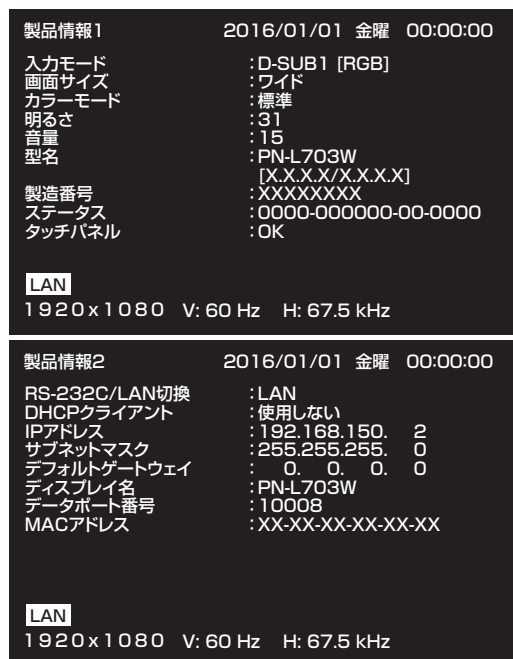 製品情報1 2016/01/01 金曜 00:00:00
入力モード :D-SUB1 [RGB]
画面サイズ :ワイド
カラーモード :標準
明るさ :31
音量 :15
型名 :PN-L703W
[X.X.X.X/X.X.X.X]
製造番号 :XXXXXXXX
ステータス :0000-000000-00-0000
タッチパネル :OK
LAN
1920x1080 V: 60 Hz H: 67.5 kHz
製品情報2 2016/01/01 金曜 00:00:00
RS-232C/LAN切換 :LAN
DHCPクライアント :使用しない
IPアドレス :192.168.150. 2
サブネットマスク :255.255.255. 0
デフォルトゲートウェイ : 0. 0. 0. 0
ディスプレイ名 :PN-L703W
データポート番号 :10008
MACアドレス :XX-XX-XX-XX-XX-XX
LAN
1920x1080 V: 60 Hz H: 67.5 kHz